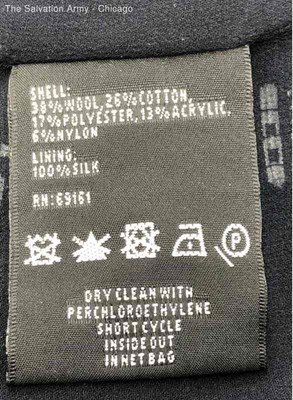 The Salvation Army - Chicago
SHELL:
38%WOOL,26%COTTON
17%POLYESTER,13%ACRYLIC,
6%NYLON
LINING:
100%SILK
RN:69161
P
DRY CLEAN WITH
PERCHLOROETHYLENE
SHORT CYCLE
INSIDE OUT
IN NET BAG